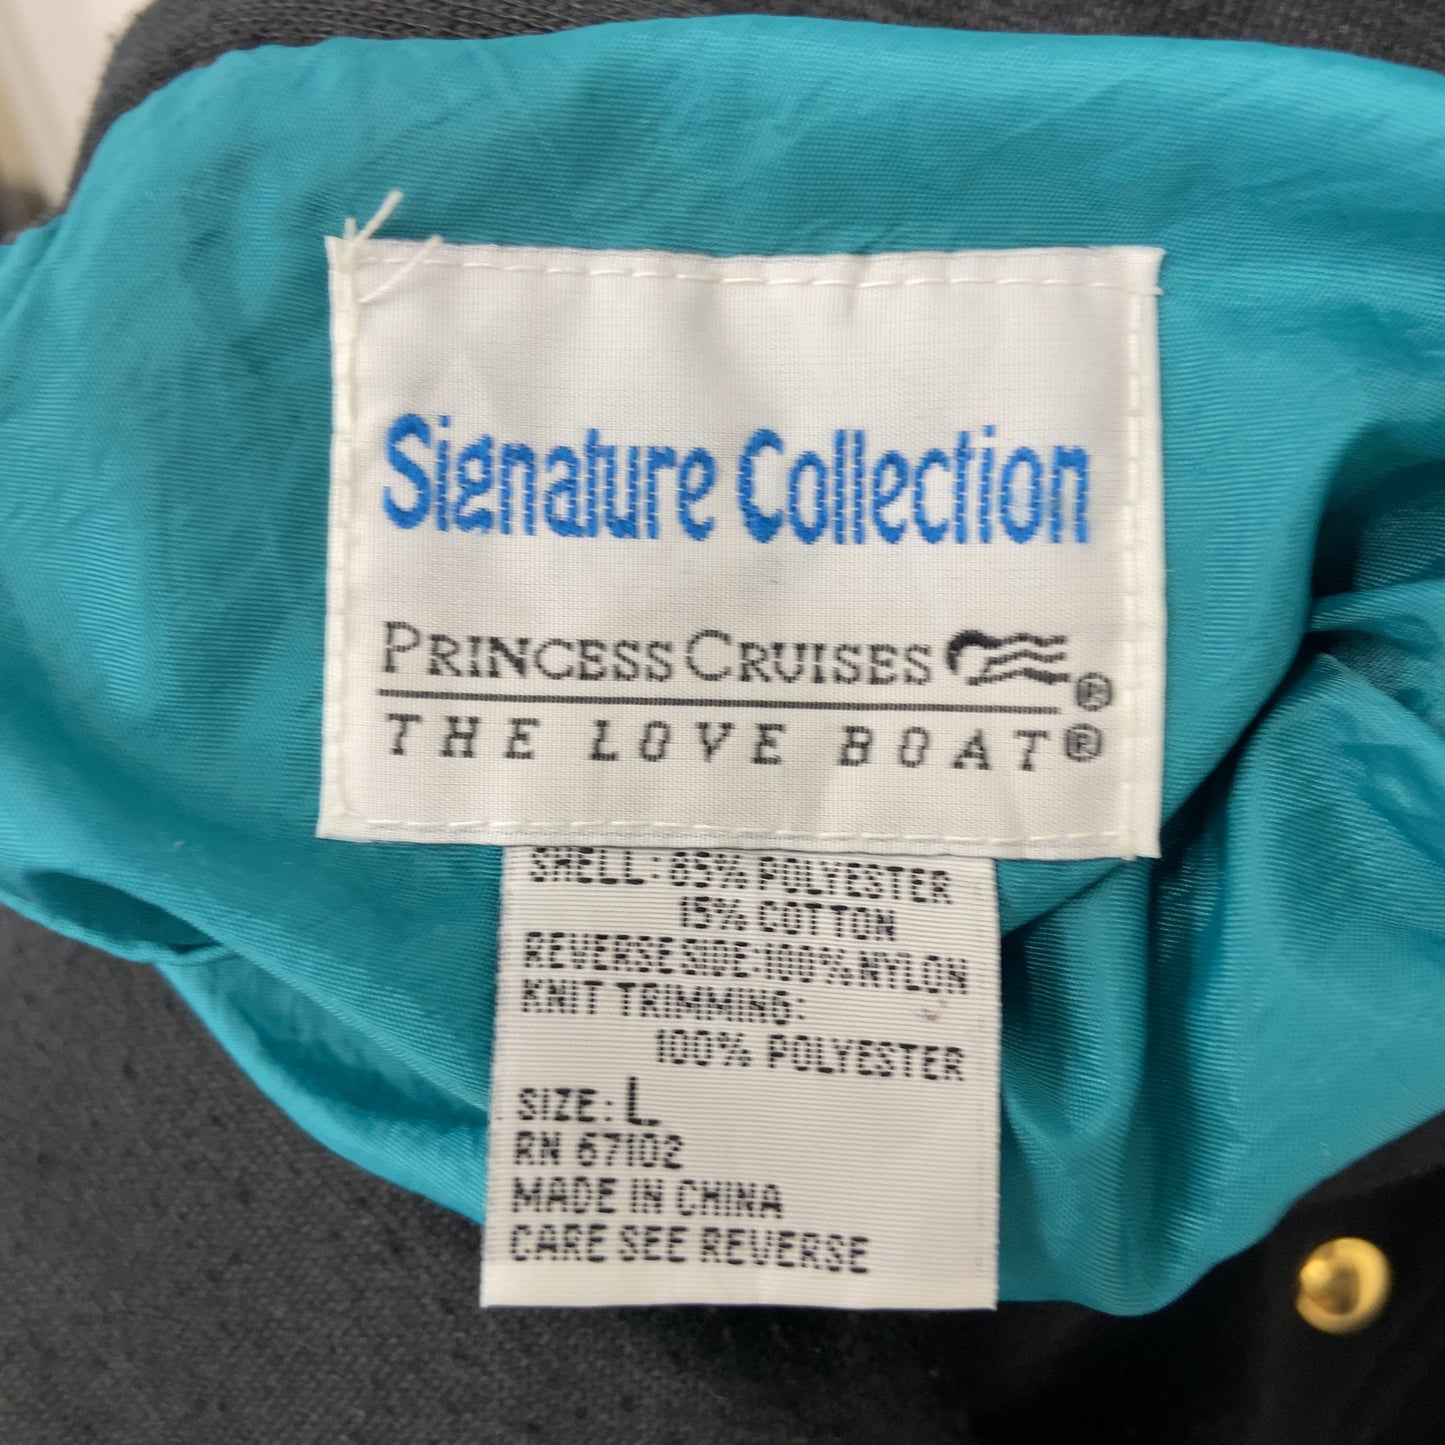 Signature Collection
PRINCESS CRUISES ®
THE LOVE BOAT®
SHELL: 85% POLYESTER
15% COTTON
REVERSE SIDE: 100% NYLON
KNIT TRIMMING:
100% POLYESTER
SIZE: L
RN 67102
MADE IN CHINA
CARE SEE REVERSE